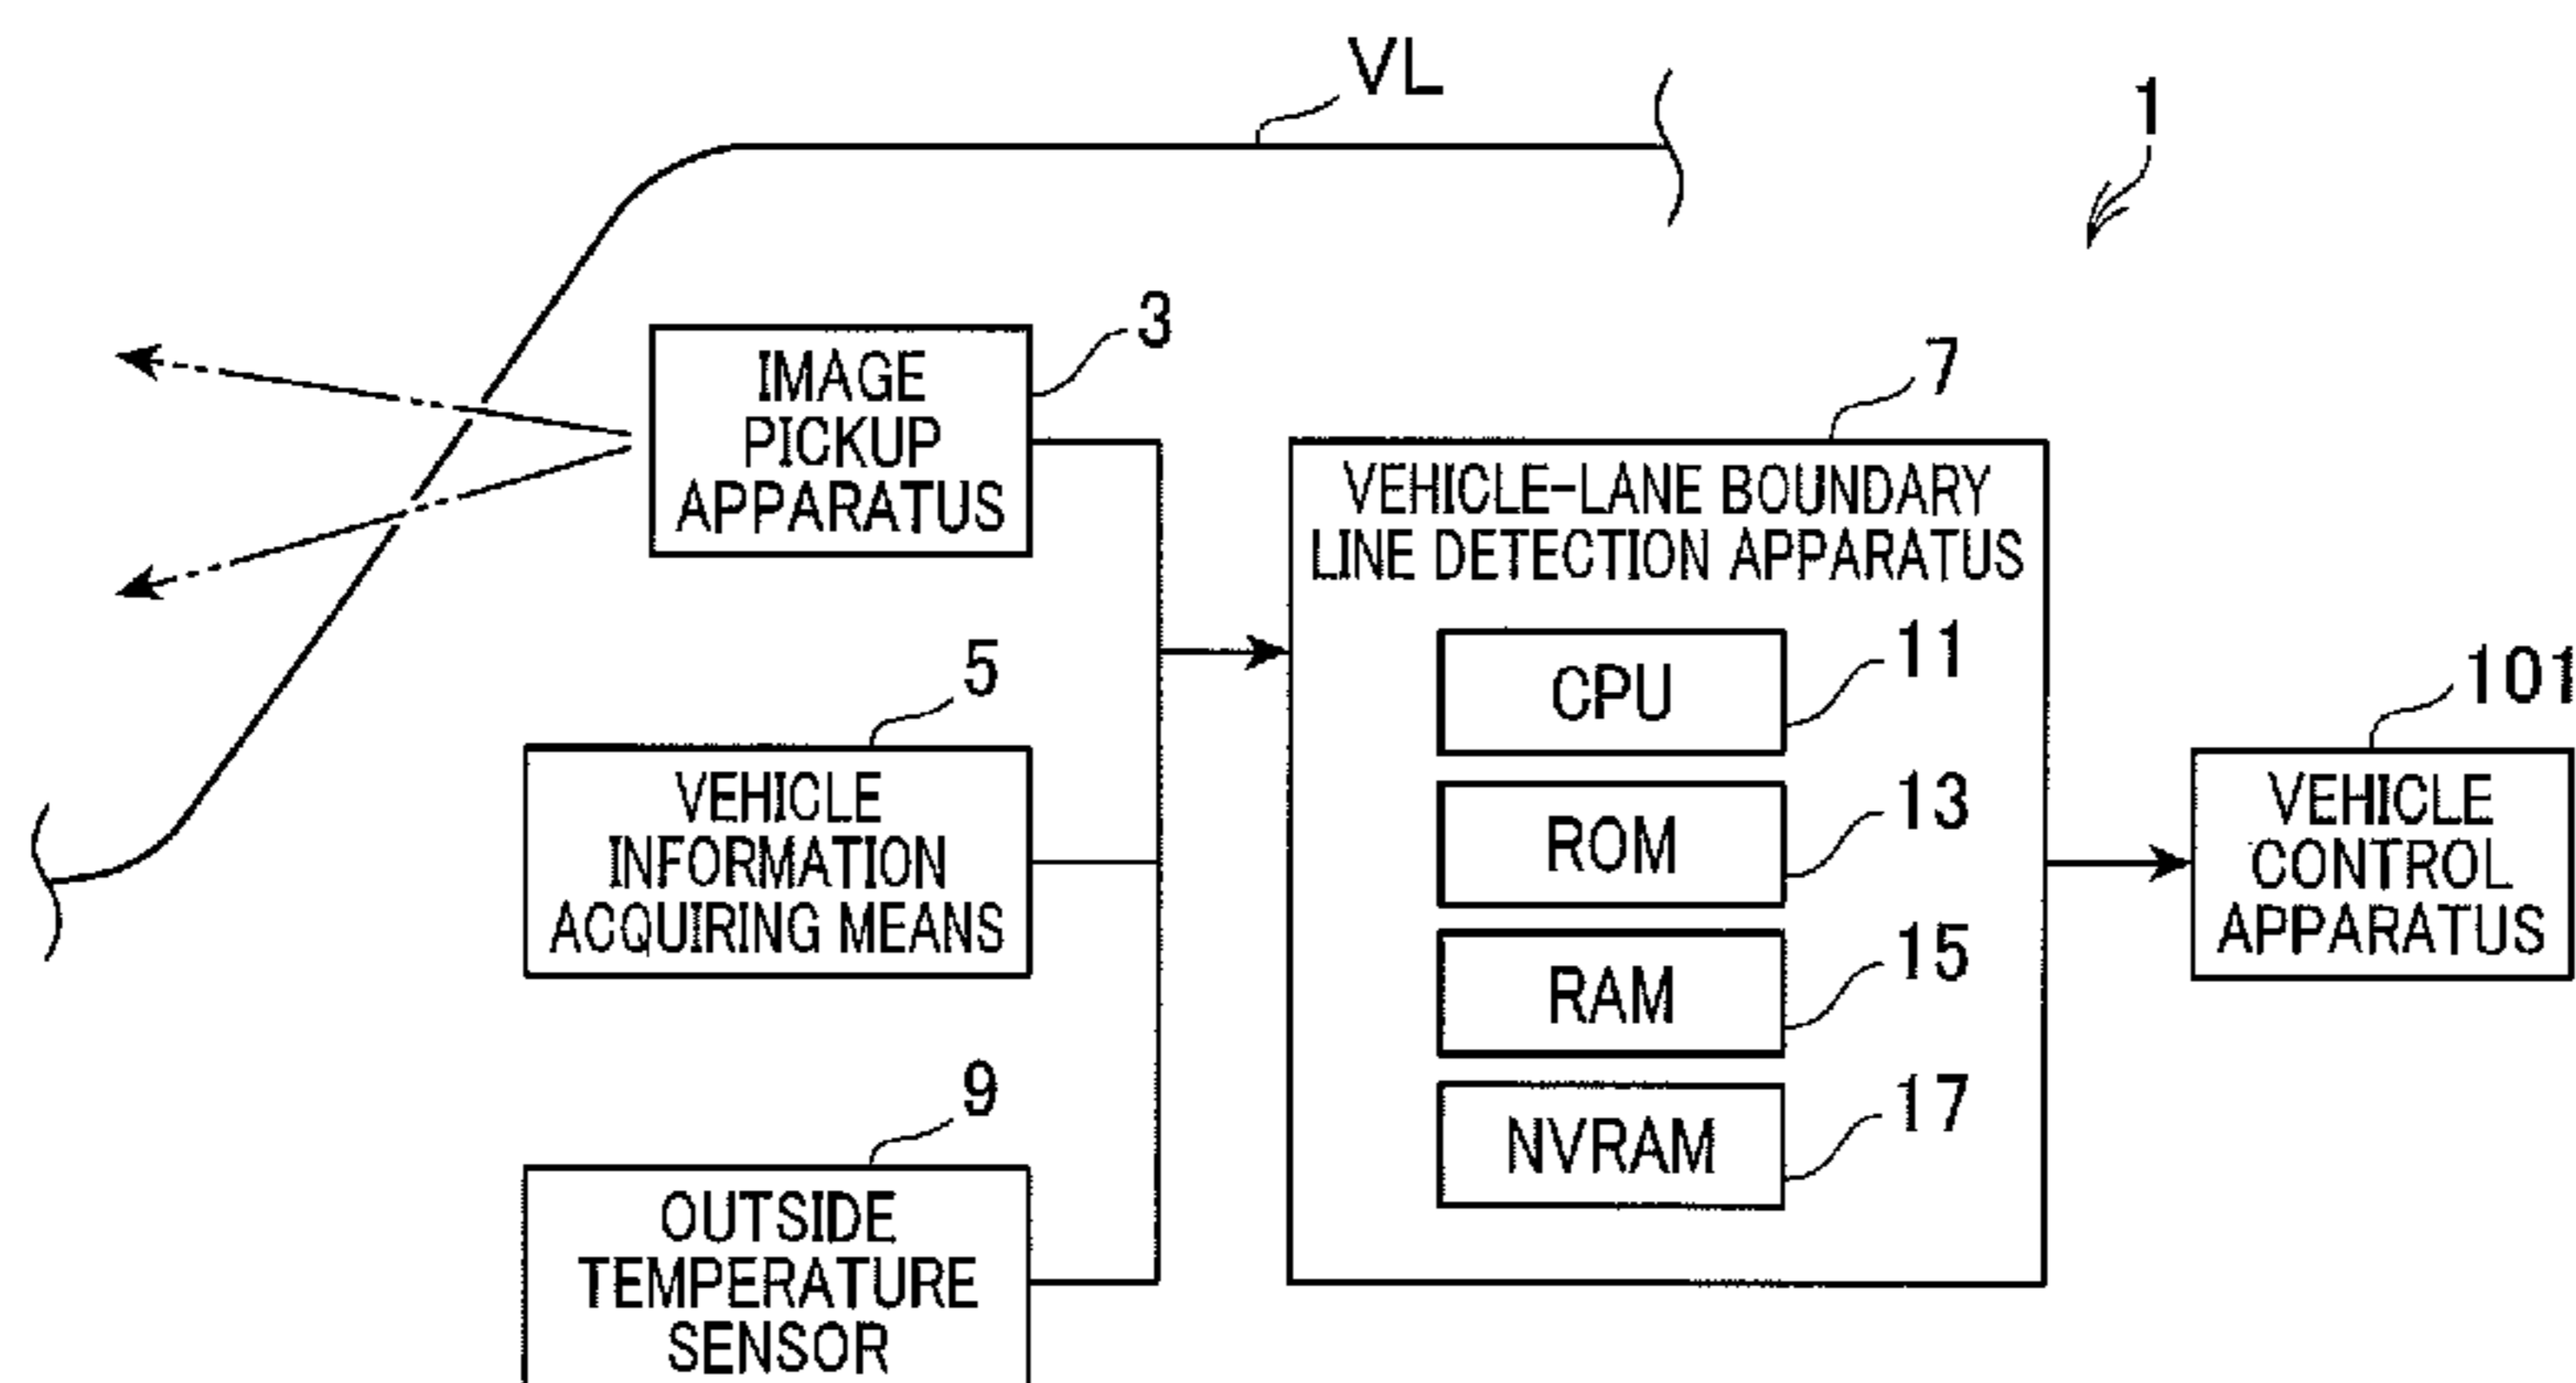 VL
1
3
IMAGE
PICKUP
APPARATUS
7
VEHICLE-LANE BOUNDARY
LINE DETECTION APPARATUS
5
VEHICLE
INFORMATION
ACQUIRING MEANS
CPU
11
ROM
13
RAM
15
NVRAM
17
101
VEHICLE
CONTROL
APPARATUS
9
OUTSIDE
TEMPERATURE
SENSOR